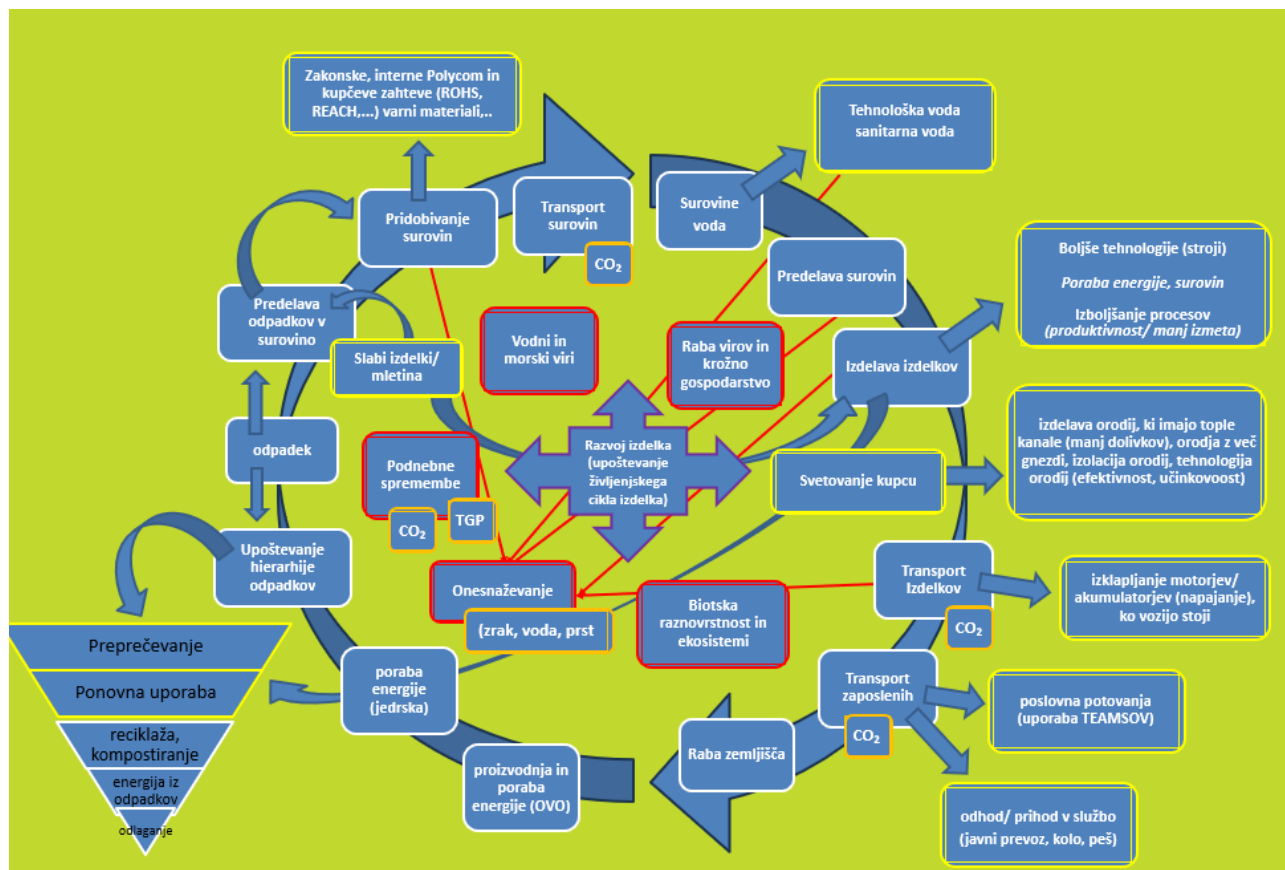 Zakonske, interne Polycom in
kupčeve zahteve (ROHS,
REACH,...) varni materiali,..
Tehnološka voda
sanitarna voda
Pridobivanje
surovin
Transport
surovin
CO₂
Surovine
voda
Predelava surovin
Boljše tehnologije (stroji)
Poraba energije, surovin
Izboljšanje procesov
(produktivnost/ manj izmeta)
Predelava
odpadkov v
surovino
Slabi izdelki/
mletina
Vodni in
morski viri
Raba virov in
krožno
gospodarstvo
Izdelava izdelkov
odpadek
Podnebne
spremembe
CO₂
TGP
Razvoj izdelka
(upoštevanje
življenjskega
cikla izdelka)
Svetovanje kupcu
izdelava orodij, ki imajo tople
kanale (manj dolivkov), orodja z več
gnezdi, izolacija orodij, tehnologija
orodij (efektivnost, učinkovoost)
Upoštevanje
hierarhije
odpadkov
Onesnaževanje
(zrak, voda, prst
Biotska
raznovrstnost in
ekosistemi
Transport
Izdelkov
CO₂
izklapljanje motorjev/
akumulatorjev (napajanje),
ko vozijo stoji
Preprečevanje
Ponovna uporaba
reciklaža,
kompostiranje
energija iz
odpadkov
odlaganje
poraba
energije
(jedrska)
proizvodnja in
poraba
energije (OVO)
Raba zemljišča
Transport
zaposlenih
CO₂
poslovna potovanja
(uporaba TEAMSOV)
odhod/ prihod v službo
(javni prevoz, kolo, peš)